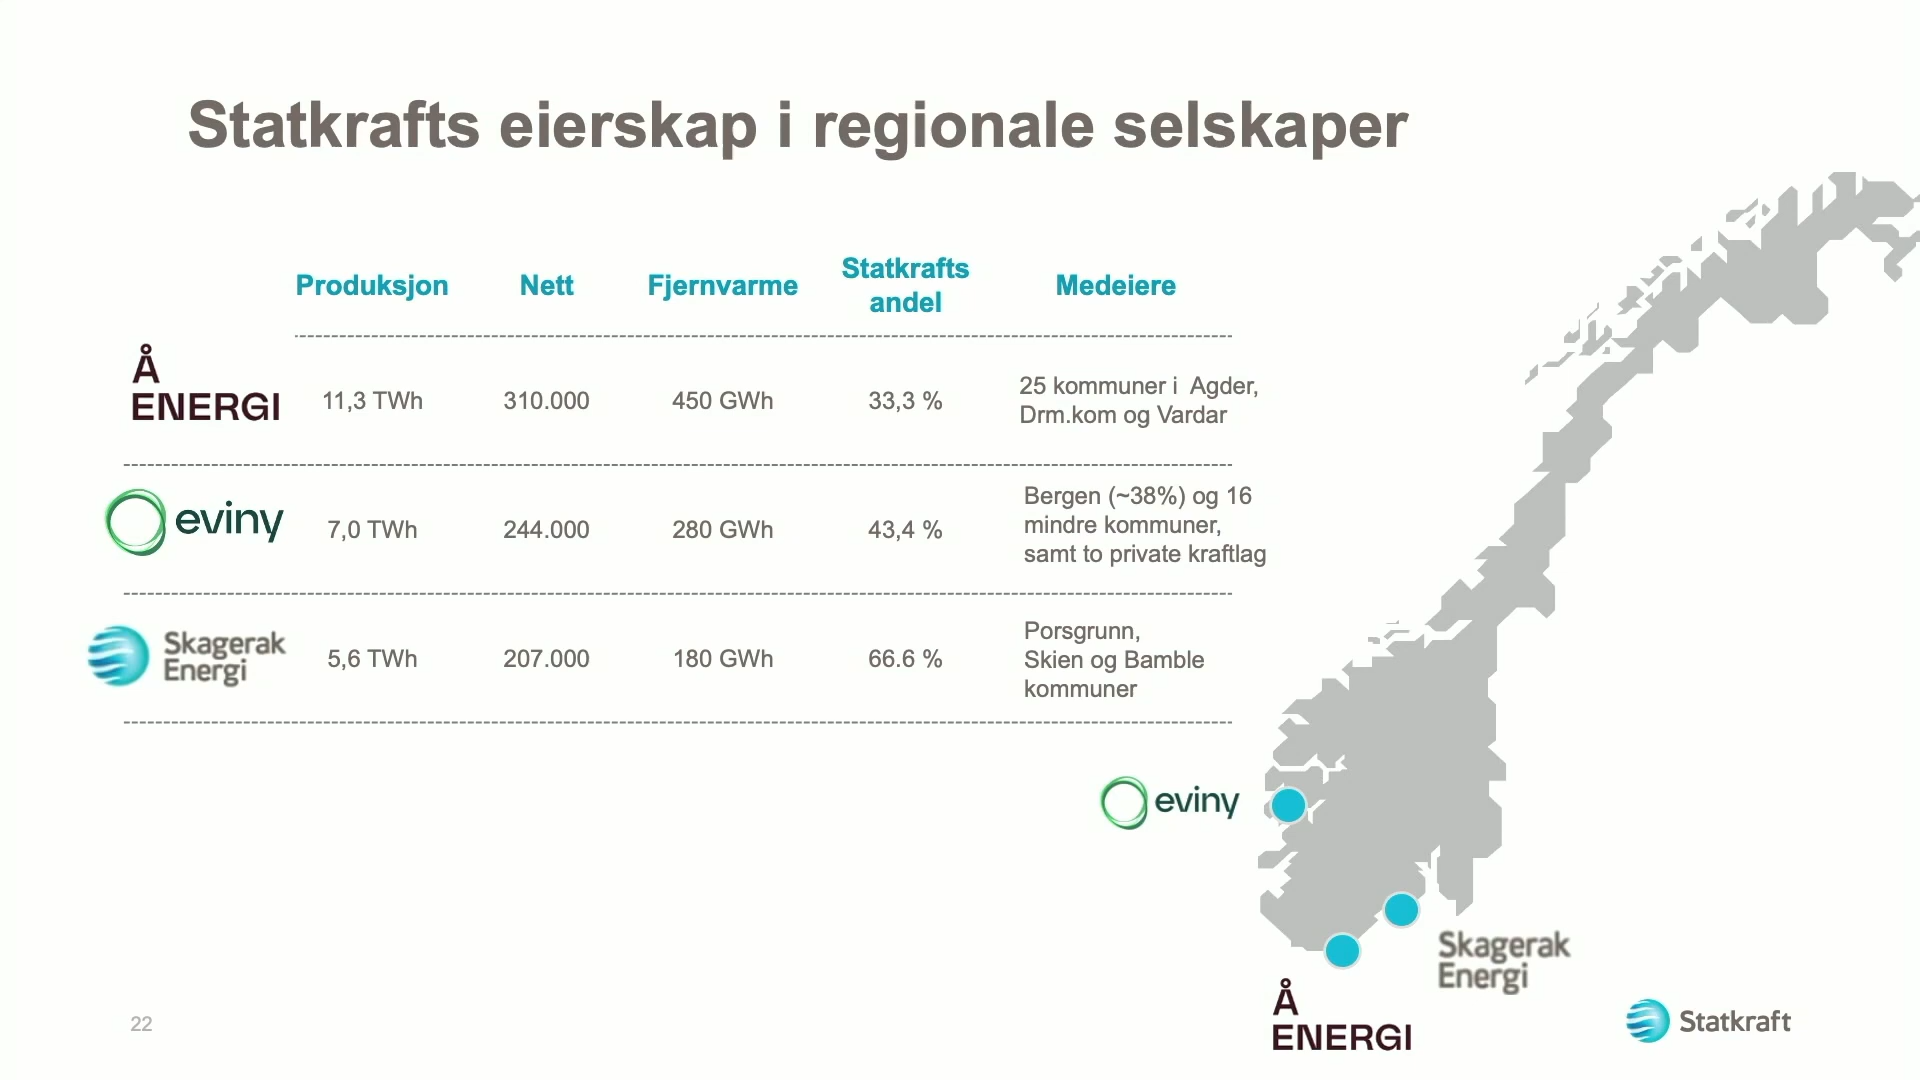 Statkrafts eierskap i regionale selskaper
Produksjon
Nett
Fjernvarme
Statkrafts
andel
Medeiere
Å
ENERGI
11,3 TWh
310.000
450 GWh
33,3 %
25 kommuner i  Agder,
Drm.kom og Vardar
eviny
7,0 TWh
244.000
280 GWh
43,4 %
Bergen (~38%) og 16
mindre kommuner,
samt to private kraftlag
Skagerak
Energi
5,6 TWh
207.000
180 GWh
66.6 %
Porsgrunn,
Skien og Bamble
kommuner
eviny
Skagerak
Energi
Å
ENERGI
22
Statkraft